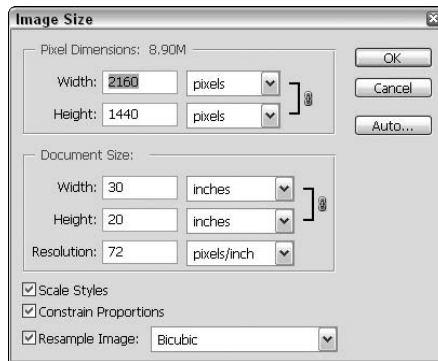 Image Size
Pixel Dimensions: 8.90M
Width: 2160 pixels
Height: 1440 pixels
OK
Cancel
Auto...
Document Size:
Width: 30 inches
Height: 20 inches
Resolution: 72 pixels/inch
Scale Styles
Constrain Proportions
Resample Image: Bicubic